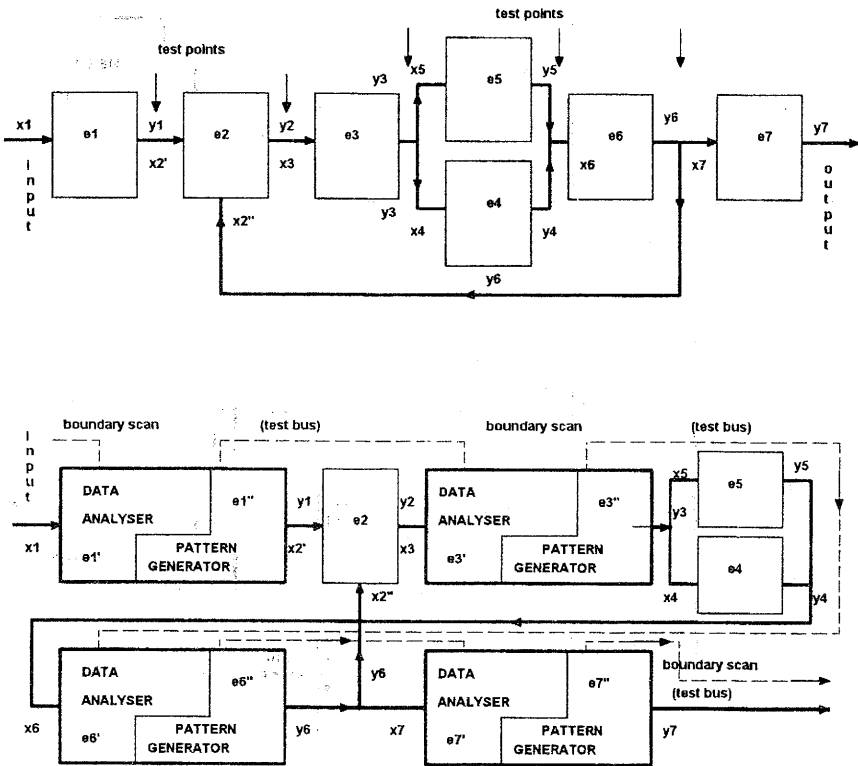 test points
test points
x1
e1
y1
x2'
e2
y2
x3
e3
y3
y3
x5
e5
y5
x4
e4
y4
x6
e6
y6
x7
e7
y7
input
output
x2"
y6
input
boundary scan
(test bus)
boundary scan
(test bus)
x1
DATA
ANALYSER
e1'
e1"
PATTERN
GENERATOR
y1
x2'
e2
x2"
y2
x3
DATA
ANALYSER
e3'
e3"
PATTERN
GENERATOR
y3
x5
e5
y5
x4
e4
y4
x6
DATA
ANALYSER
e6'
e6"
PATTERN
GENERATOR
y6
y6
x7
DATA
ANALYSER
e7'
e7"
PATTERN
GENERATOR
boundary scan
(test bus)
y7